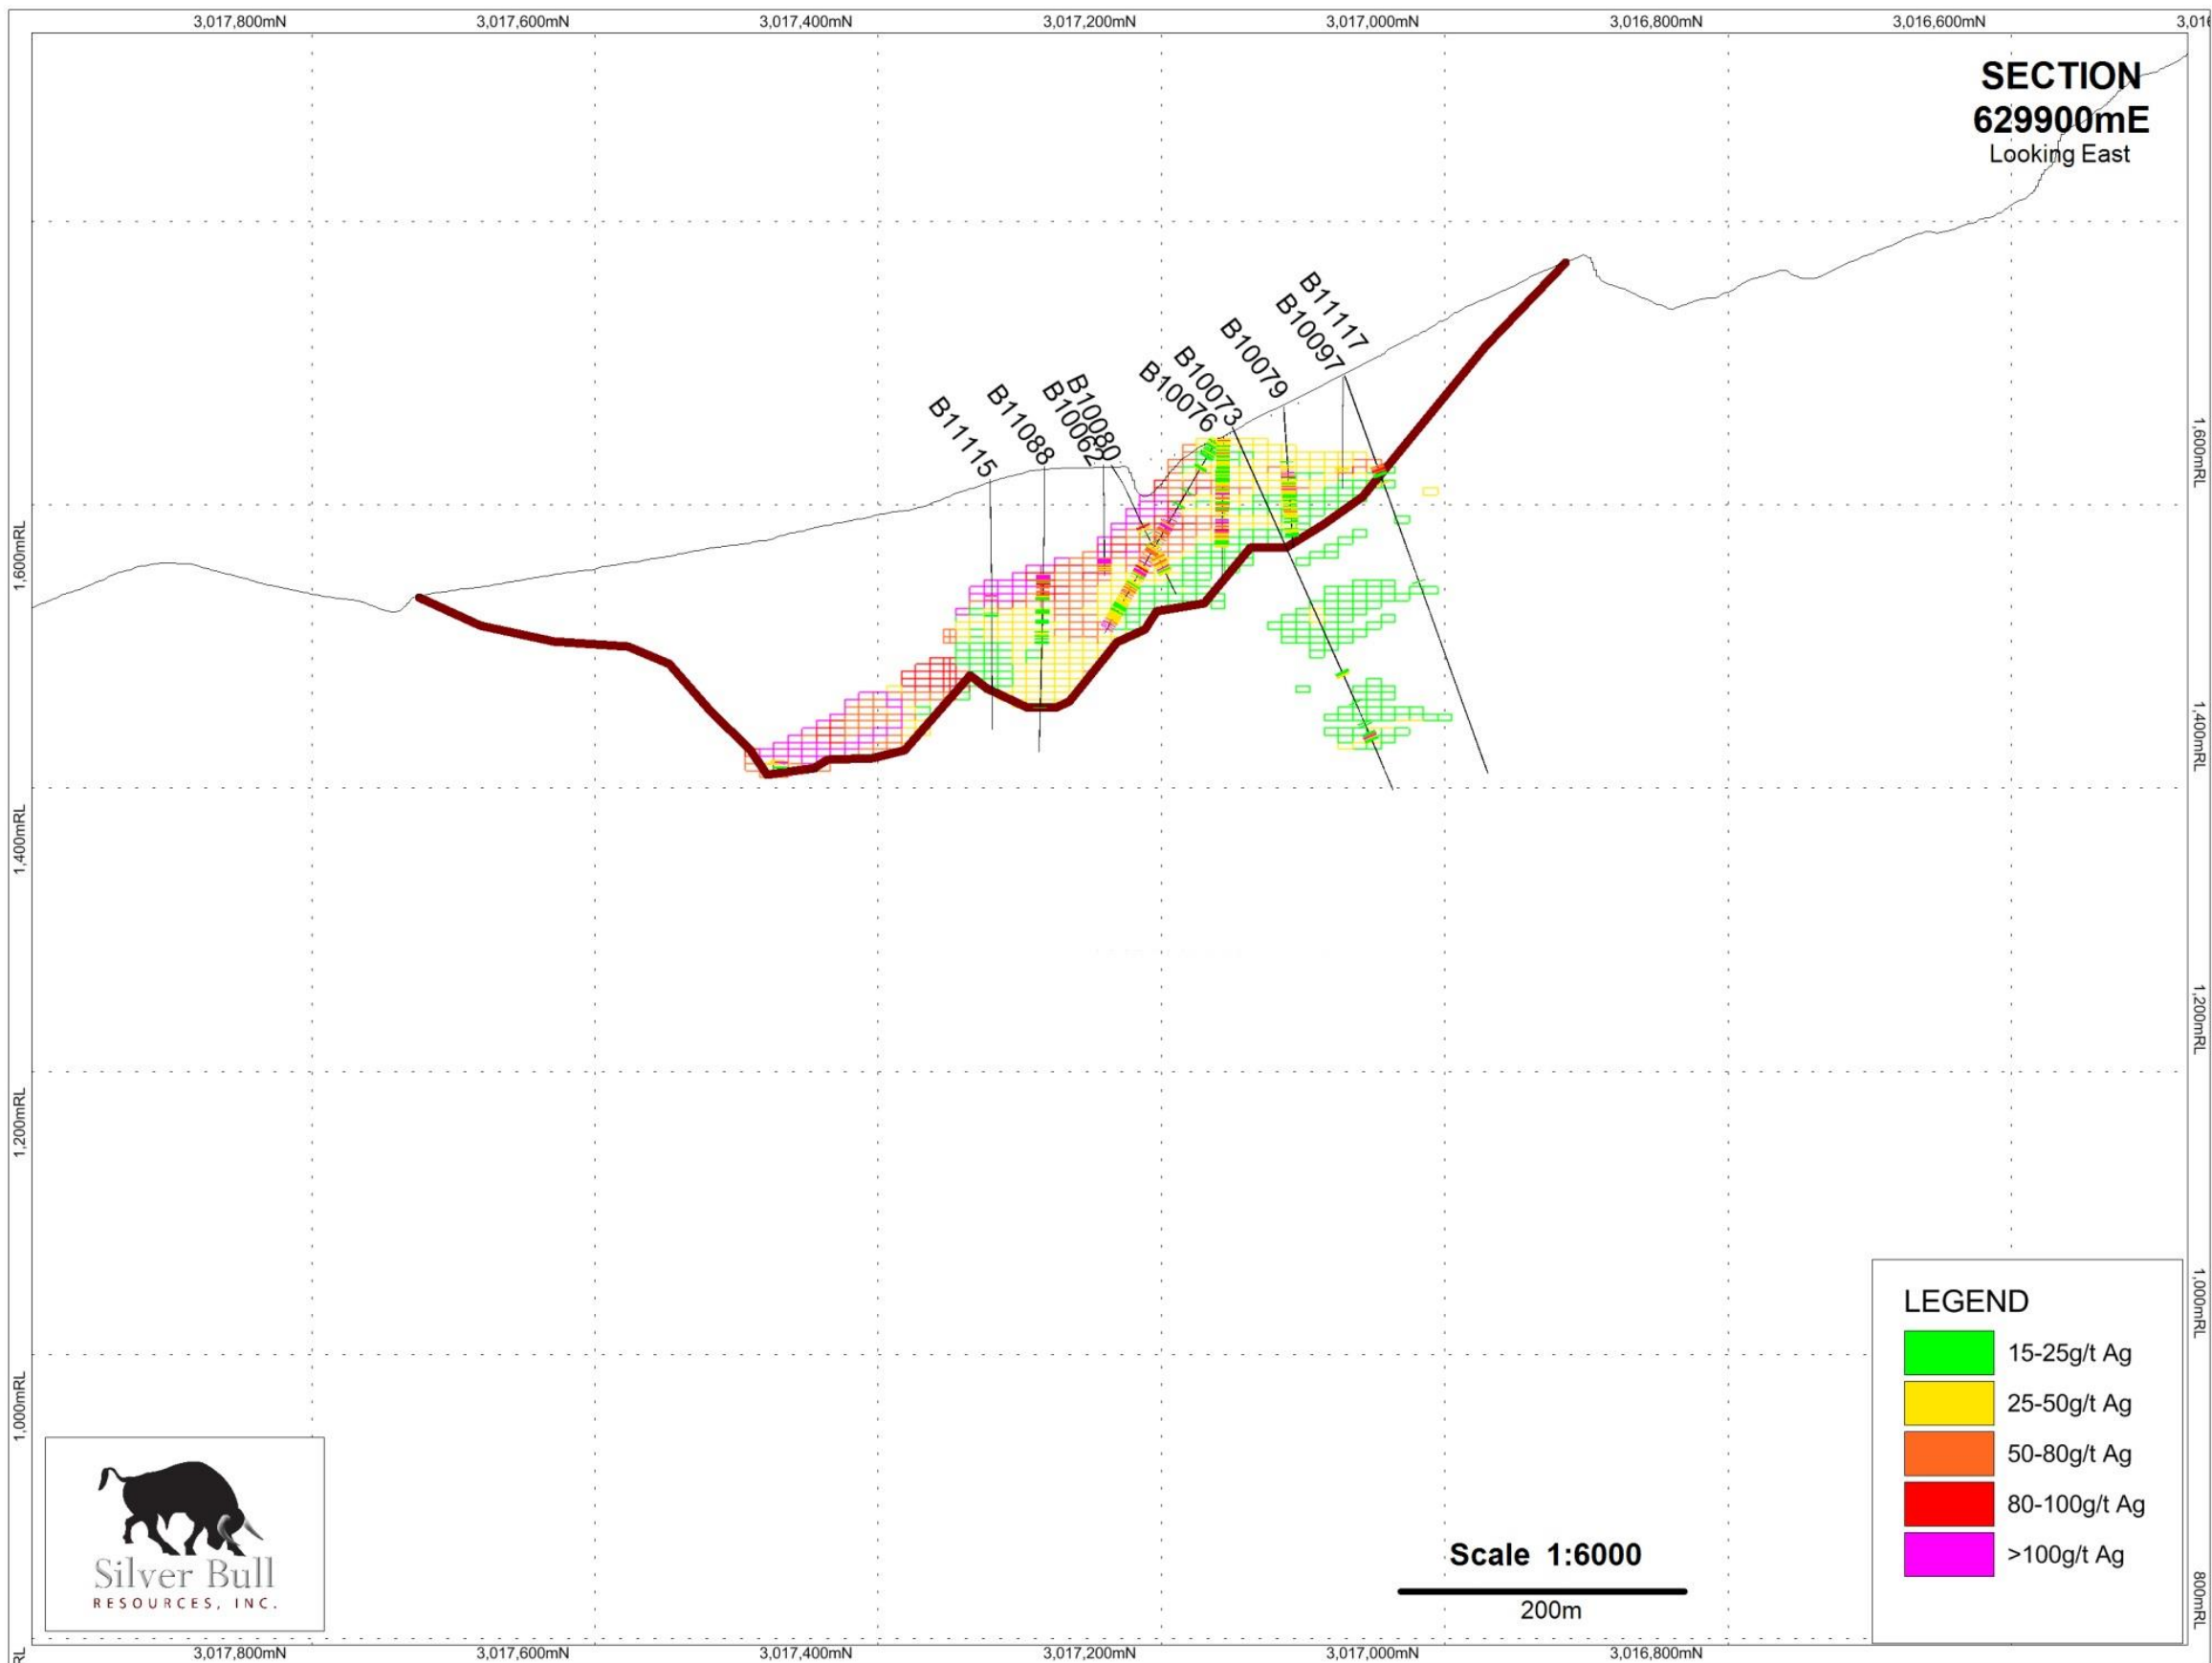 3,017,800mN 3,017,600mN 3,017,400mN 3,017,200mN 3,017,000mN 3,016,800mN 3,016,600mN 3,016
SECTION
629900mE
Looking East
B11117
B10097
B10079
B10073
B10076
B10080
B10062
B11088
B11115
1,600mRL
1,600mRL
1,400mRL
1,400mRL
1,200mRL
1,200mRL
1,000mRL
1,000mRL
800mRL
RL
LEGEND
15-25g/t Ag
25-50g/t Ag
50-80g/t Ag
80-100g/t Ag
>100g/t Ag
Scale 1:6000
200m
Silver Bull
RESOURCES, INC.
3,017,800mN 3,017,600mN 3,017,400mN 3,017,200mN 3,017,000mN 3,016,800mN